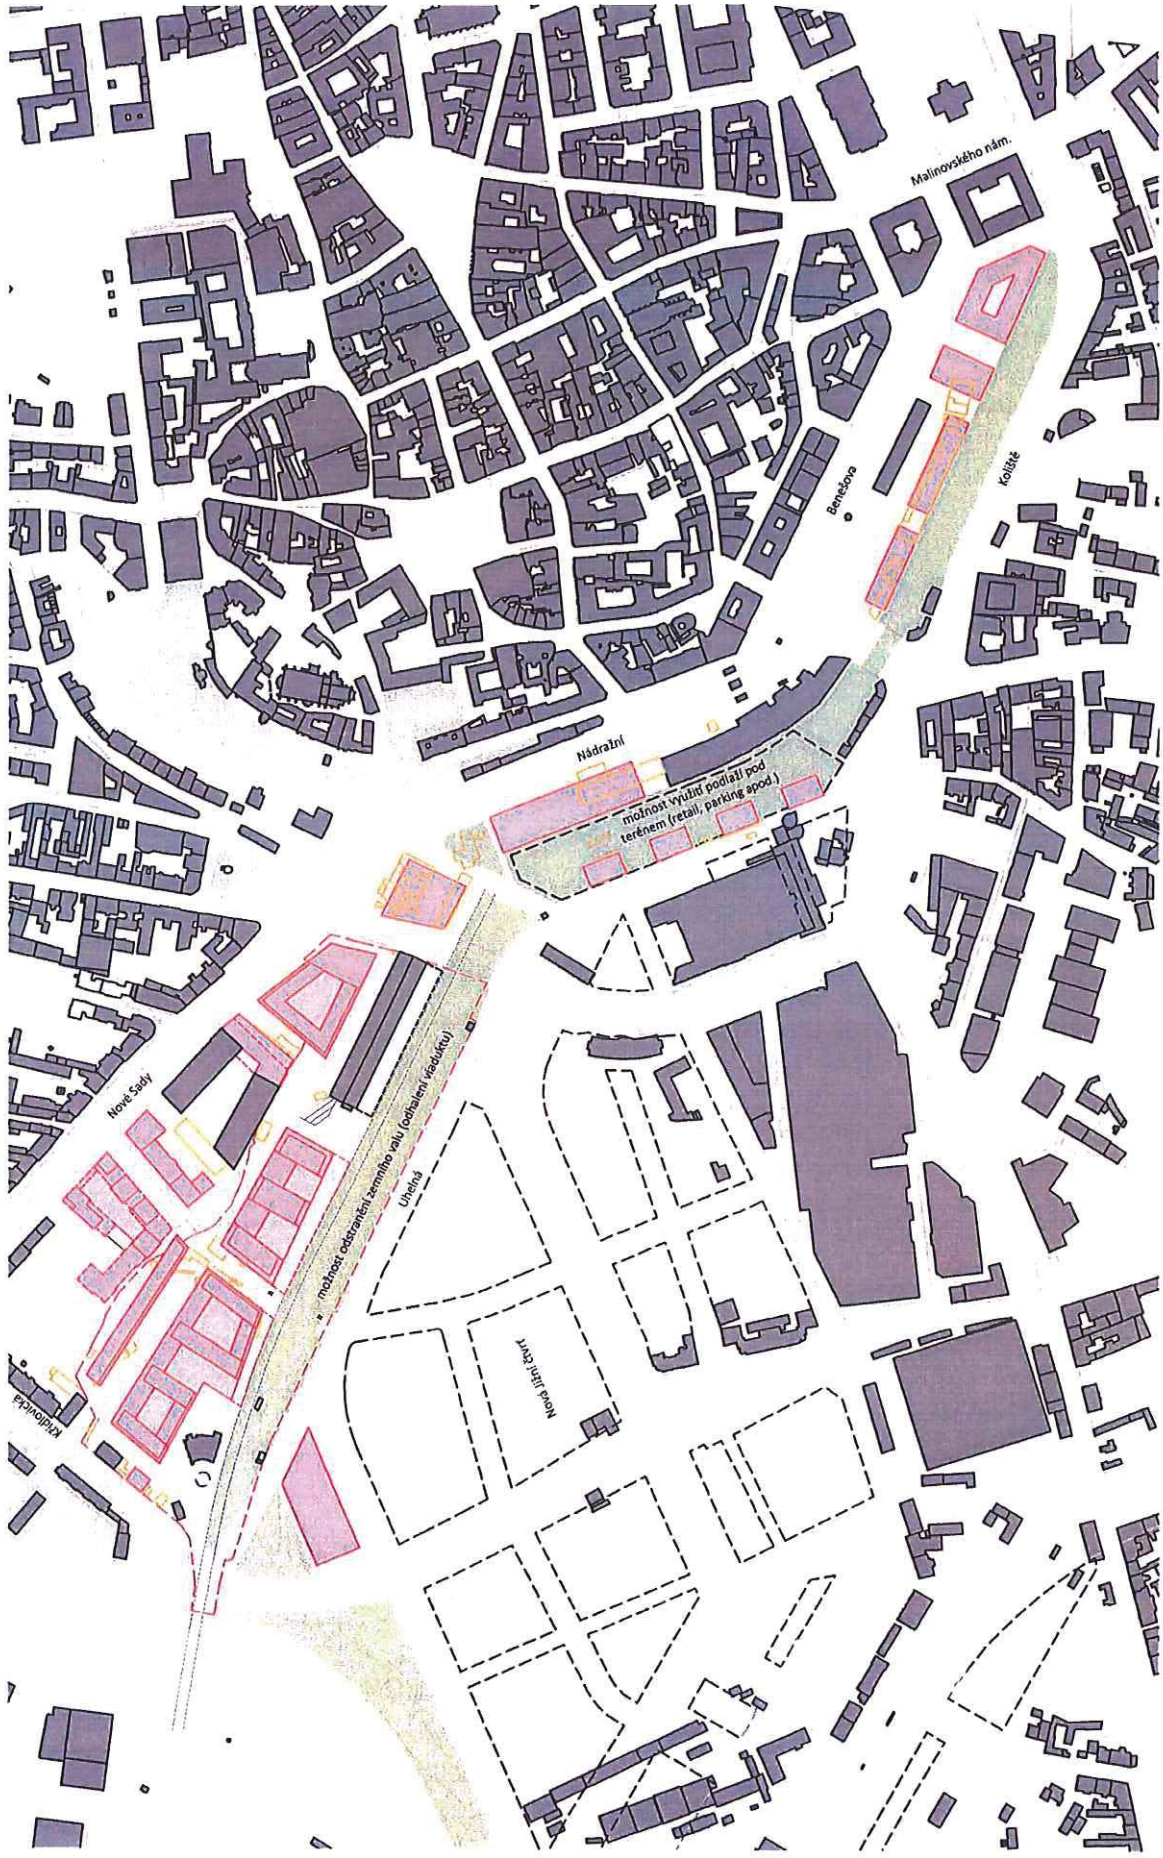 Malinovského nám.
Koliště
Benešova
Nádražní
možnost využití podlaží pod
terénem (retail, parking apod.)
Nové Sady
možnost odstranění zemního valu (odhalení viaduktu)
Uhelná
Nová Jižní čtvrť
Křídlovická